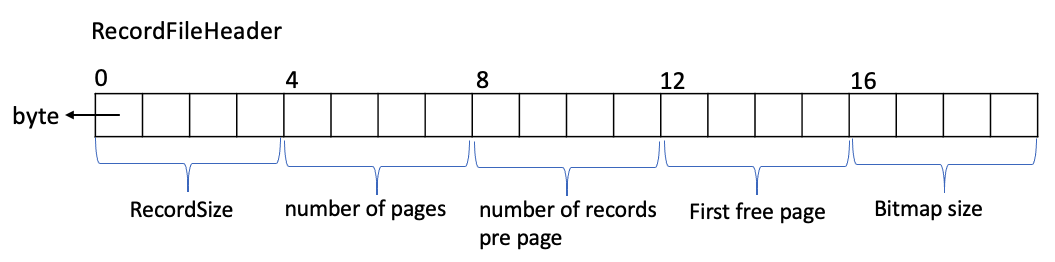 RecordFileHeader
0 4 8 12 16
byte
RecordSize number of pages number of records First free page Bitmap size
pre page